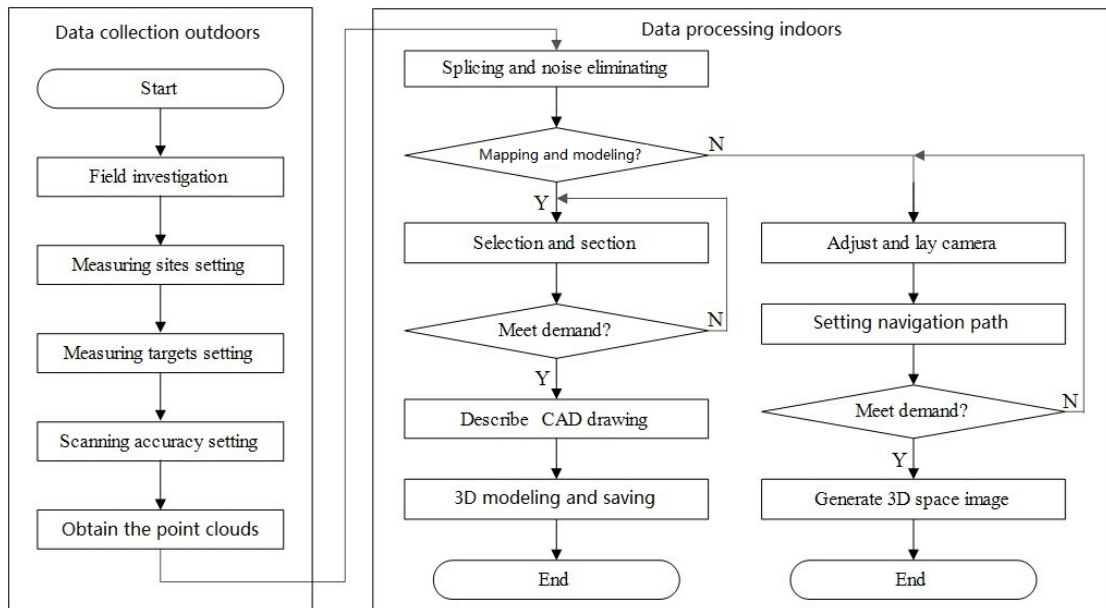 Data collection outdoors
Start
Field investigation
Measuring sites setting
Measuring targets setting
Scanning accuracy setting
Obtain the point clouds
Data processing indoors
Splicing and noise eliminating
Mapping and modeling?
N
Y
Selection and section
Meet demand?
N
Y
Describe CAD drawing
3D modeling and saving
End
Adjust and lay camera
Setting navigation path
Meet demand?
N
Y
Generate 3D space image
End